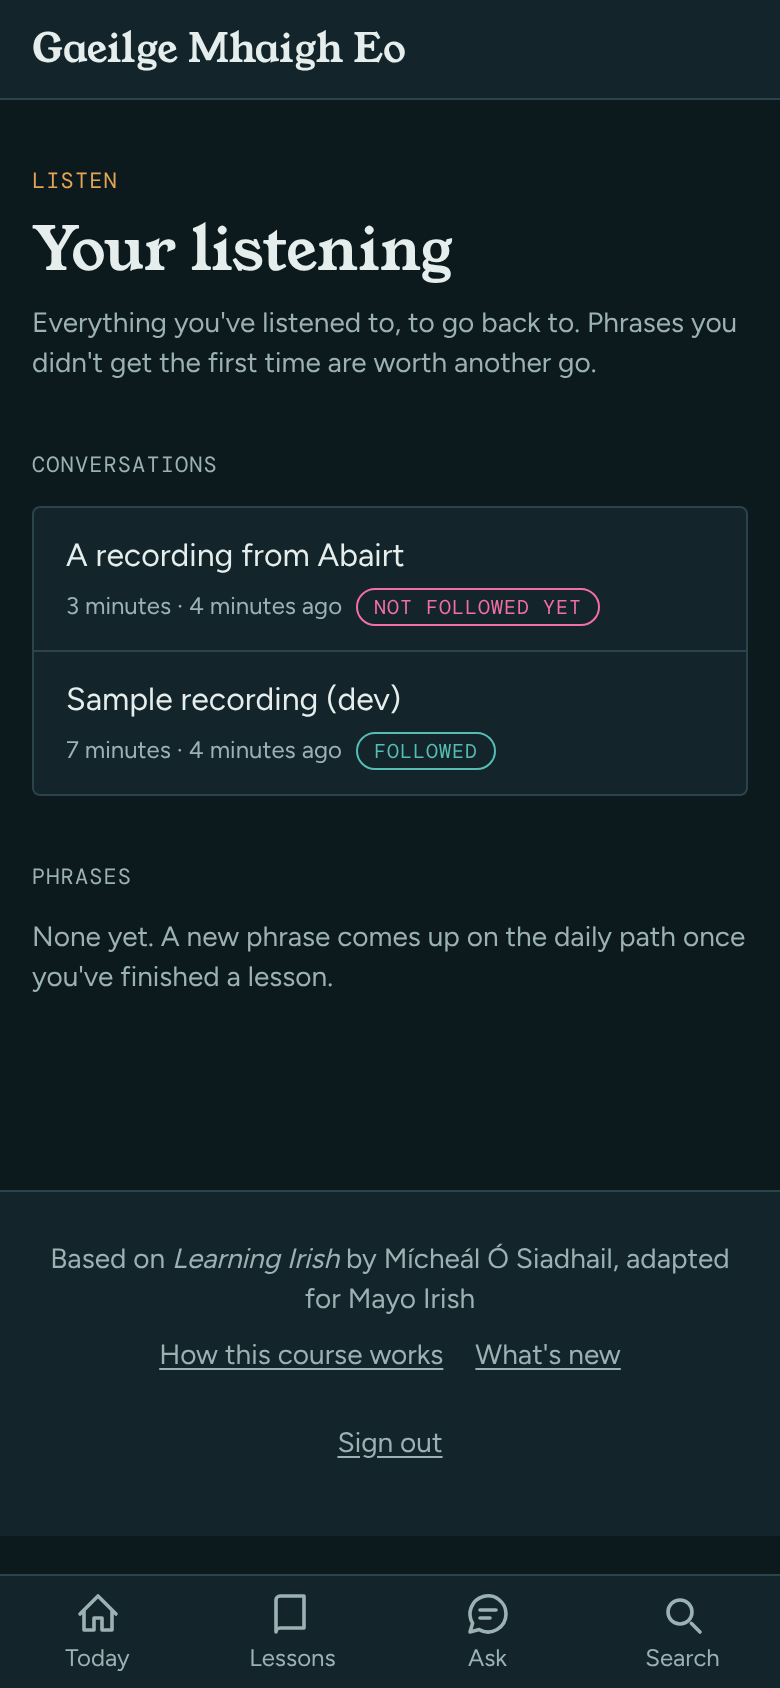 Gaeilge Mhaigh Eo
LISTEN
Your listening
Everything you've listened to, to go back to. Phrases you
didn't get the first time are worth another go.
CONVERSATIONS
A recording from Abairt
3 minutes · 4 minutes ago NOT FOLLOWED YET
Sample recording (dev)
7 minutes · 4 minutes ago FOLLOWED
PHRASES
None yet. A new phrase comes up on the daily path once
you've finished a lesson.
Based on Learning Irish by Mícheál Ó Siadhail, adapted
for Mayo Irish
How this course works What's new
Sign out
Today Lessons Ask Search